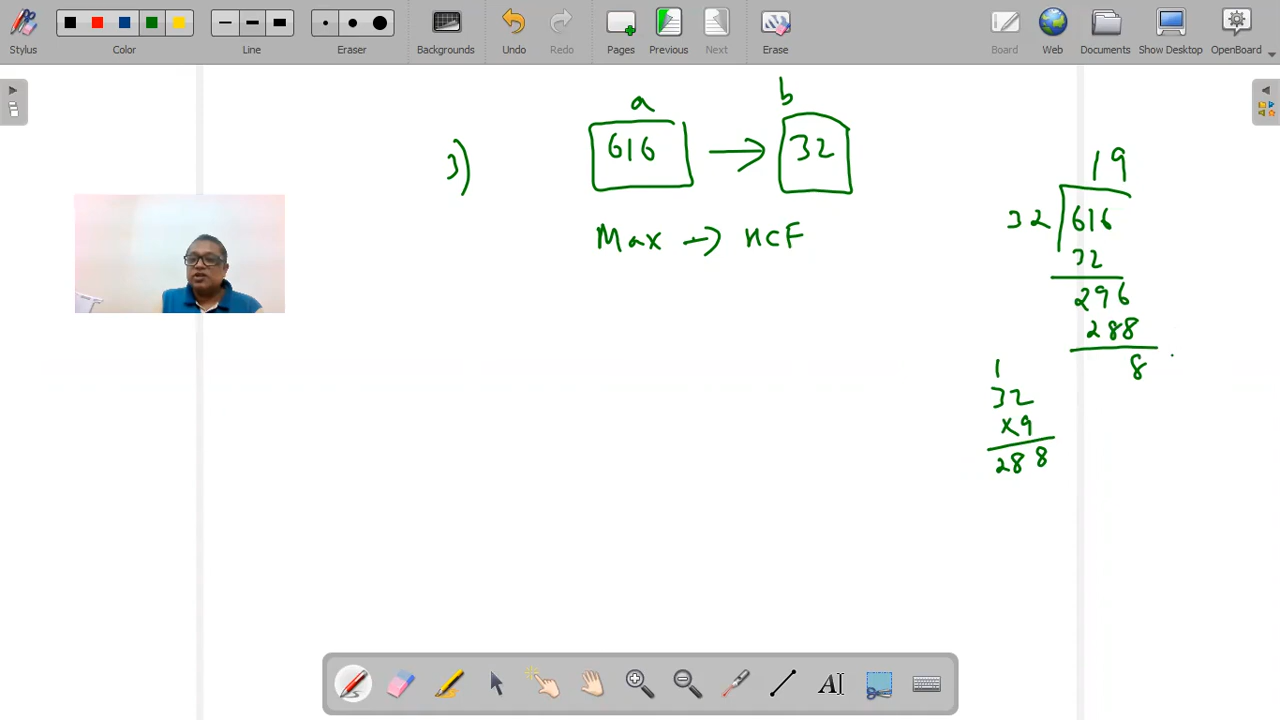 Stylus
Color
Line
Eraser
Backgrounds
Undo
Redo
Pages
Previous
Next
Erase
Board
Web
Documents
Show Desktop
OpenBoard
a
b
3)
616 → 32
Max → HCF
19
32 616
32
296
288
8
1
32
×9
288